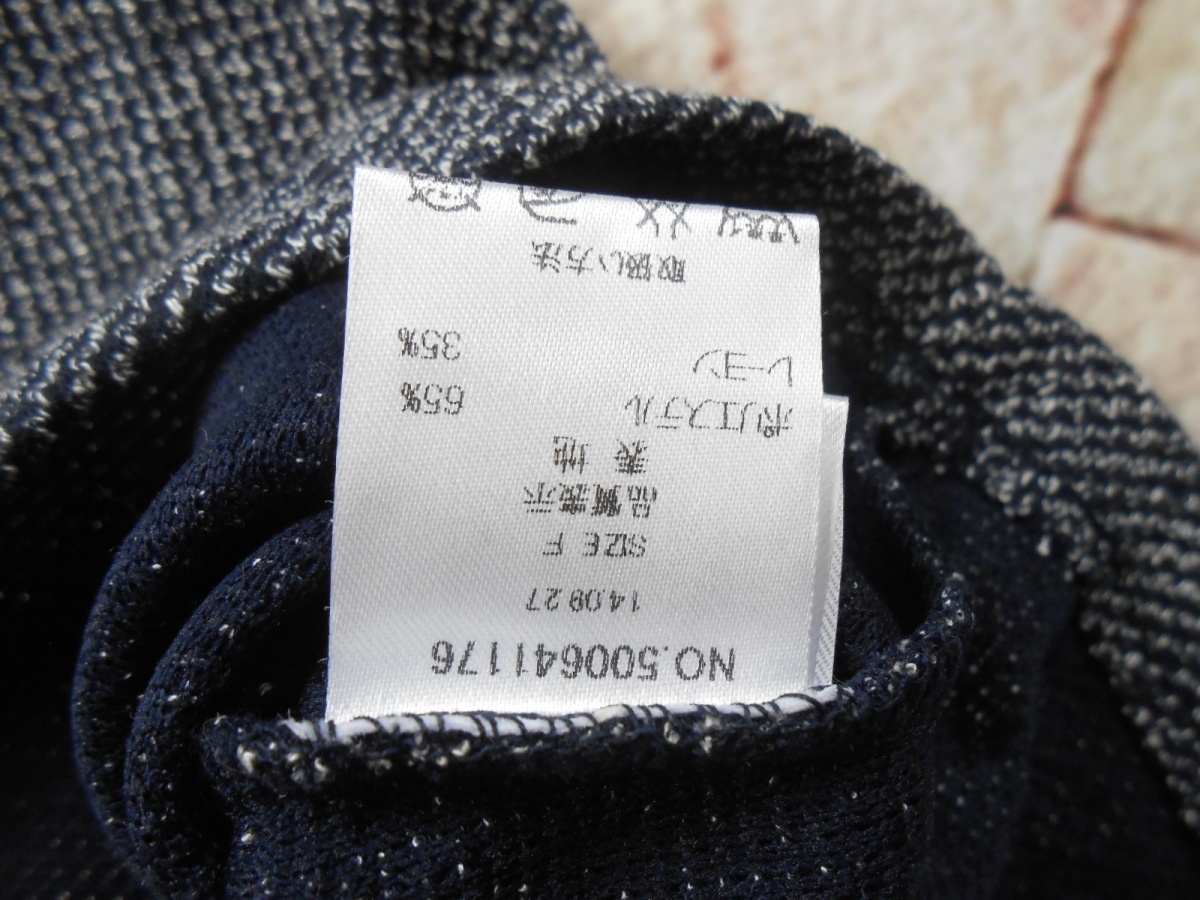 NO.500641176
14.09.27
SIZE F
品質表示
表 地
ポリエステル 65%
レーヨン 35%
取扱い方法